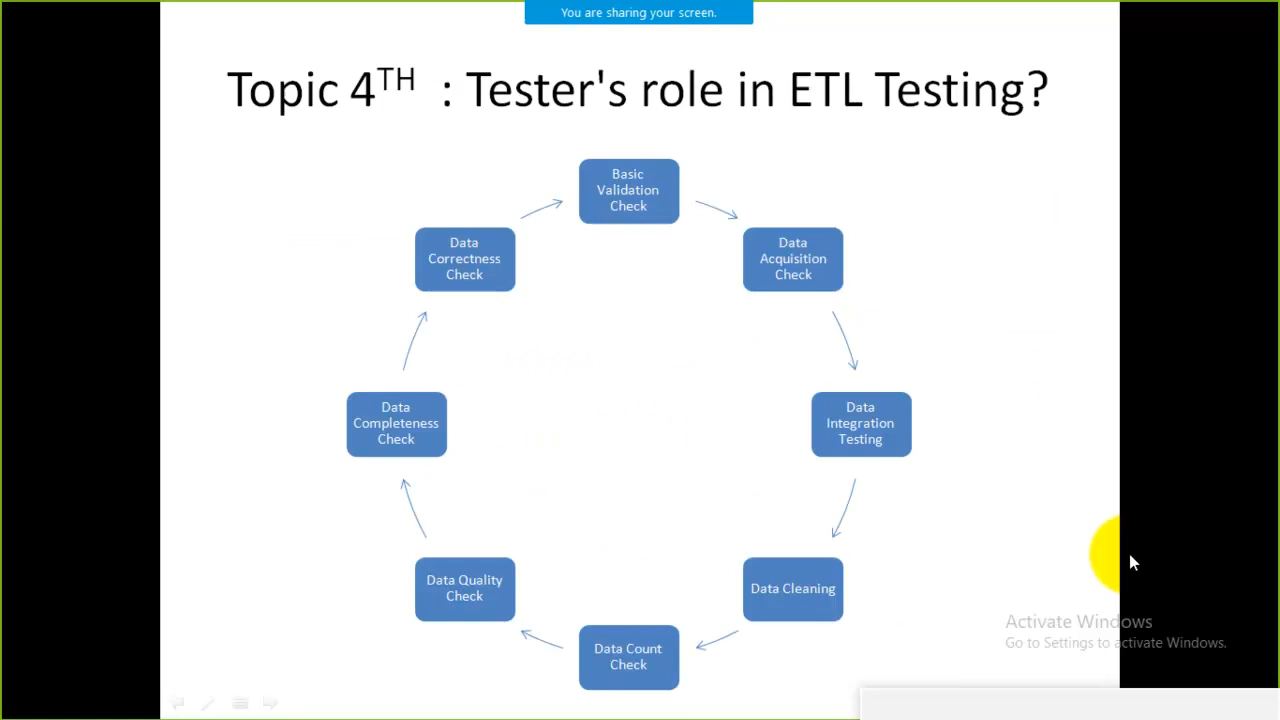 You are sharing your screen.
Topic 4TH : Tester's role in ETL Testing?
Basic
Validation
Check
Data
Acquisition
Check
Data
Integration
Testing
Data Cleaning
Data Count
Check
Data Quality
Check
Data
Completeness
Check
Data
Correctness
Check
Activate Windows
Go to Settings to activate Windows.